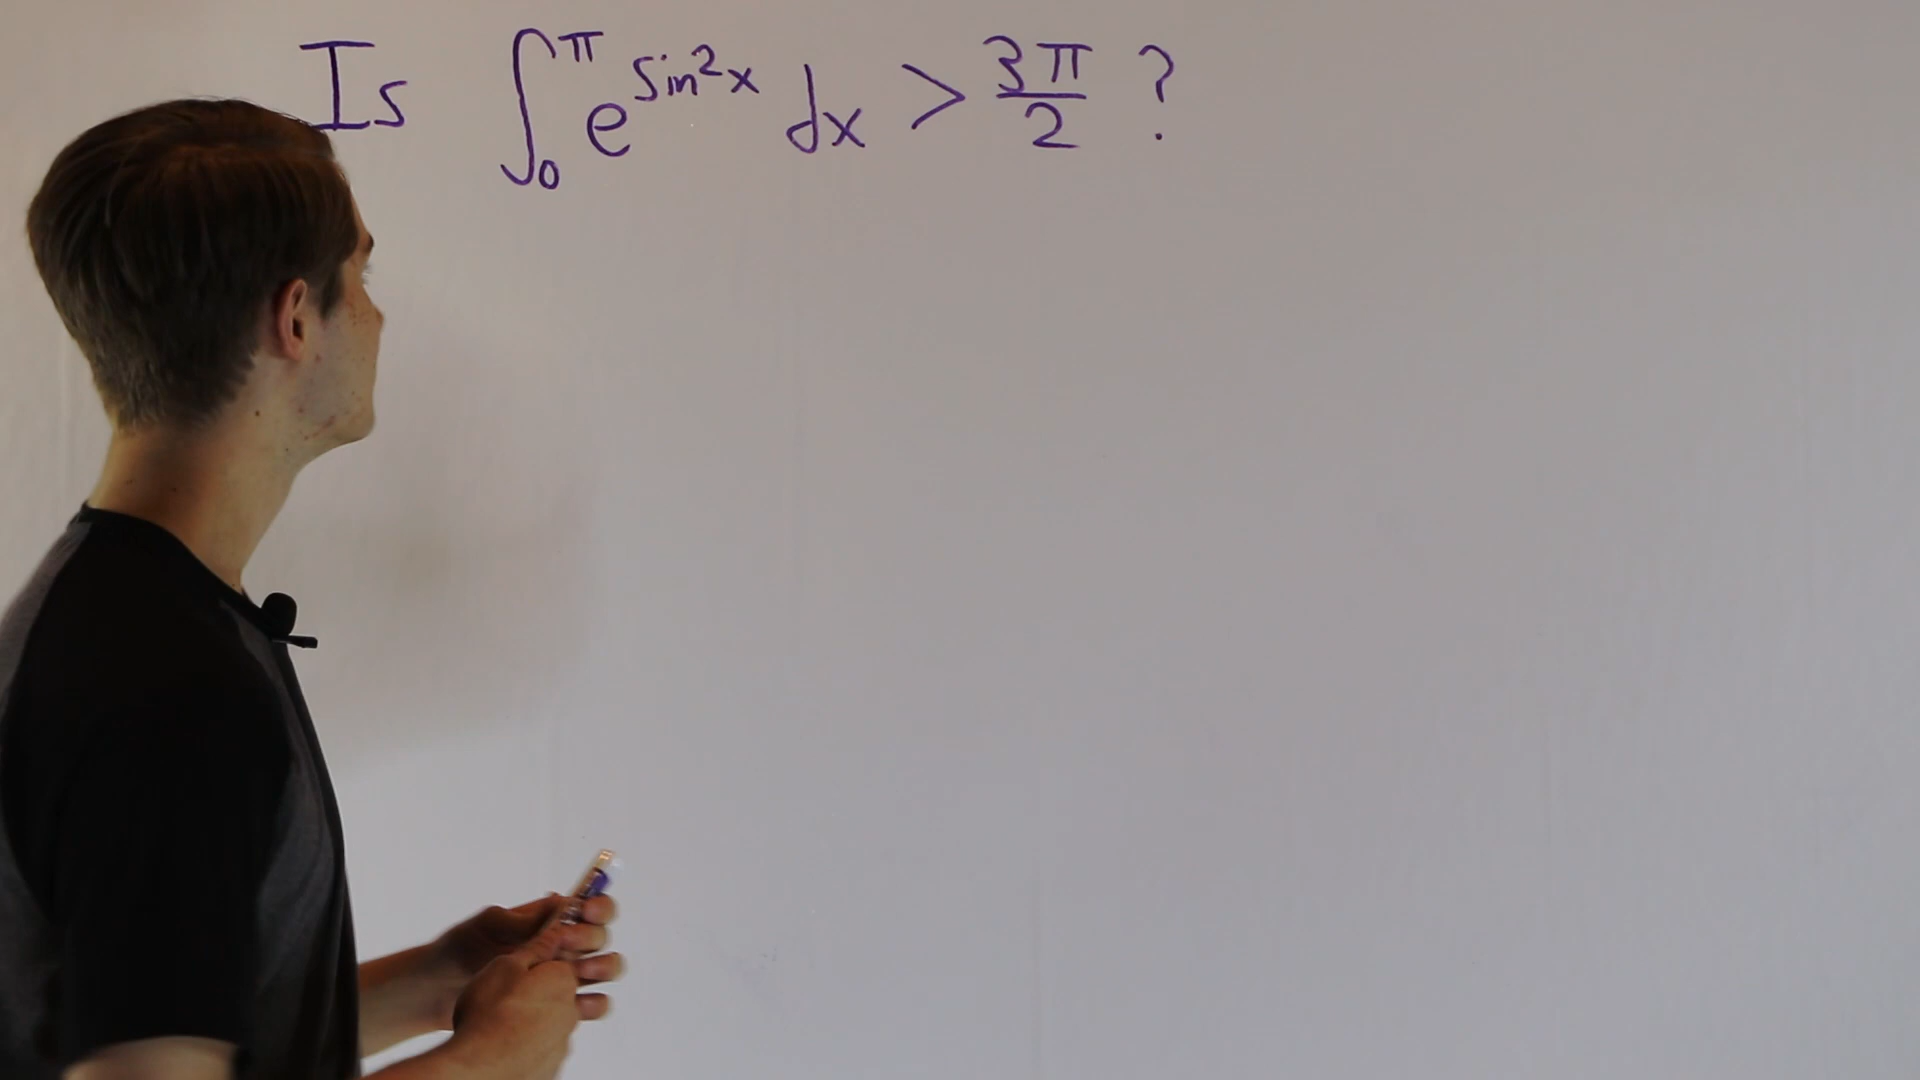 Is ∫₀^π e^(sin²x) dx > 3π/2 ?